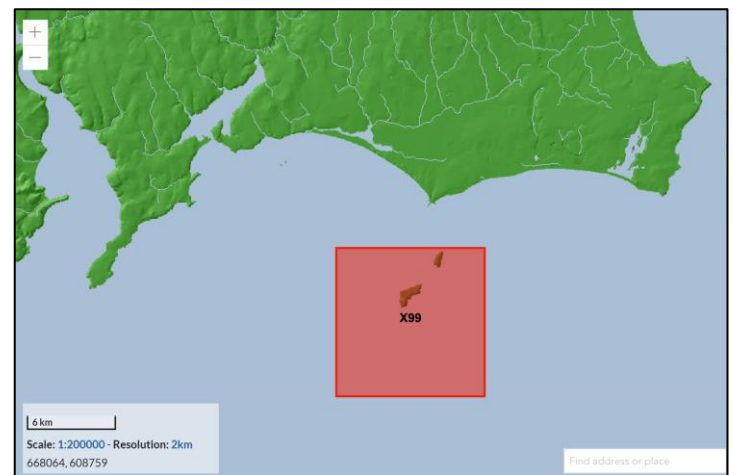 +
−
X99
6 km
Scale: 1:200000 - Resolution: 2km
668064, 608759
Find address or place